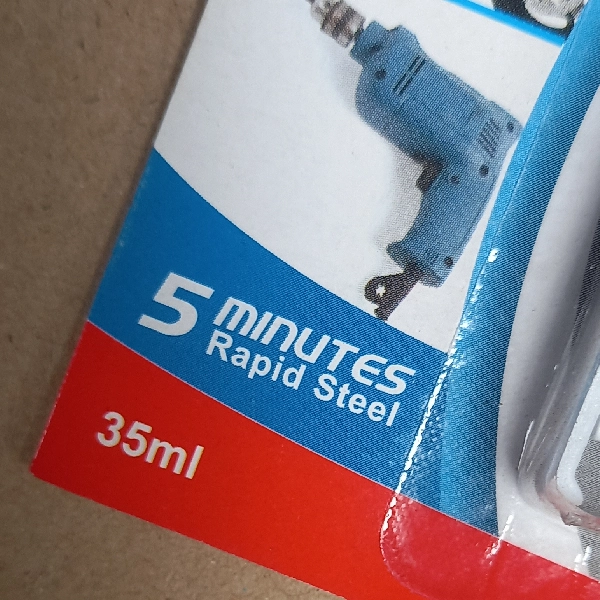 5 MINUTES
Rapid Steel
35ml